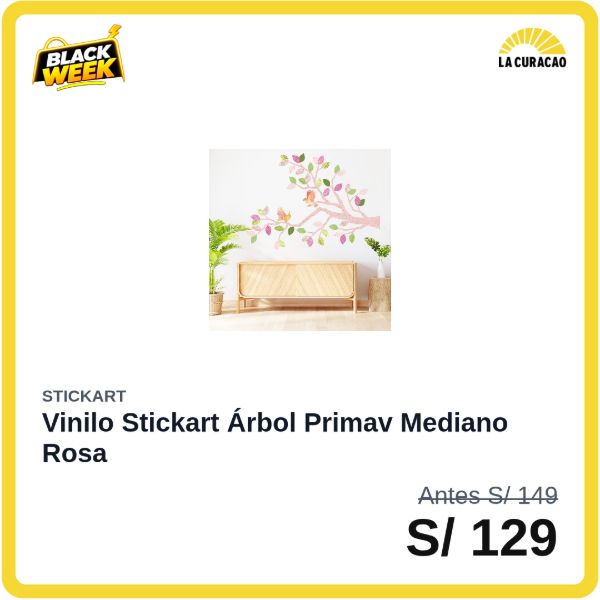 BLACK
WEEK
LA CURACAO
STICKART
Vinilo Stickart Árbol Primav Mediano
Rosa
Antes S/ 149
S/ 129